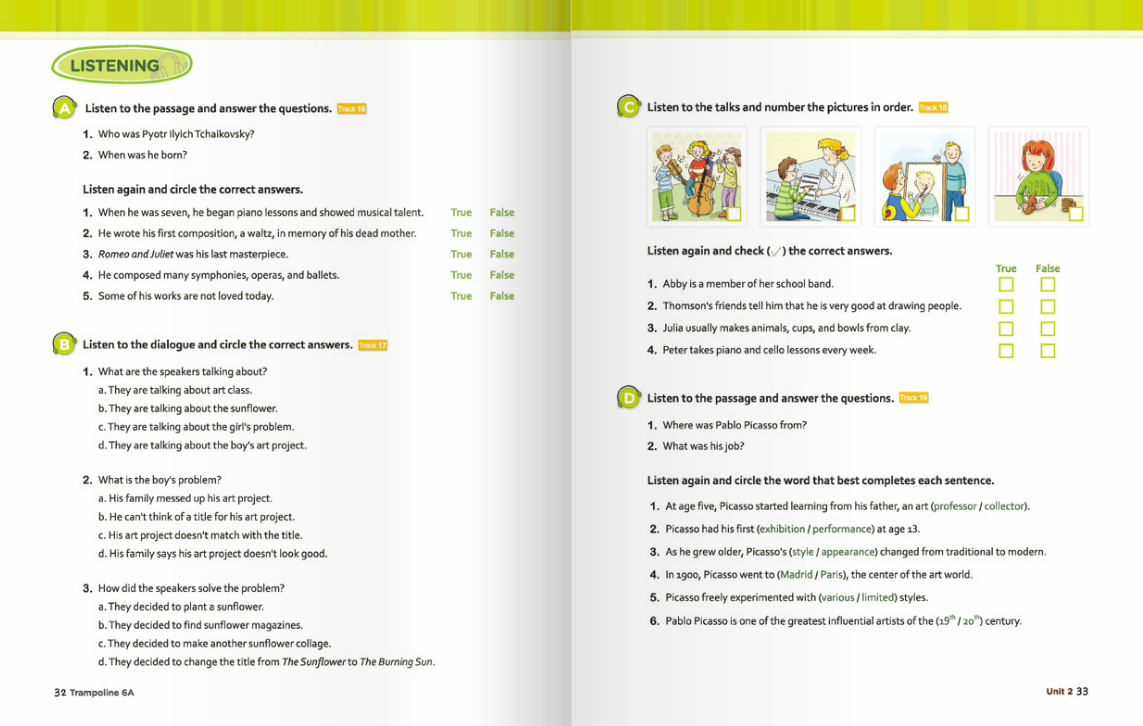 LISTENING
A Listen to the passage and answer the questions. Track 16
1. Who was Pyotr Ilyich Tchaikovsky?
2. When was he born?
Listen again and circle the correct answers.
1. When he was seven, he began piano lessons and showed musical talent. True False
2. He wrote his first composition, a waltz, in memory of his dead mother. True False
3. Romeo and Juliet was his last masterpiece. True False
4. He composed many symphonies, operas, and ballets. True False
5. Some of his works are not loved today. True False
B Listen to the dialogue and circle the correct answers. Track 17
1. What are the speakers talking about?
a. They are talking about art class.
b. They are talking about the sunflower.
c. They are talking about the girl's problem.
d. They are talking about the boy's art project.
2. What is the boy's problem?
a. His family messed up his art project.
b. He can't think of a title for his art project.
c. His art project doesn't match with the title.
d. His family says his art project doesn't look good.
3. How did the speakers solve the problem?
a. They decided to plant a sunflower.
b. They decided to find sunflower magazines.
c. They decided to make another sunflower collage.
d. They decided to change the title from The Sunflower to The Burning Sun.
32 Trampoline 6A
C Listen to the talks and number the pictures in order. Track 18
Listen again and check (✓) the correct answers.
True False
1. Abby is a member of her school band.
2. Thomson's friends tell him that he is very good at drawing people.
3. Julia usually makes animals, cups, and bowls from clay.
4. Peter takes piano and cello lessons every week.
D Listen to the passage and answer the questions. Track 19
1. Where was Pablo Picasso from?
2. What was his job?
Listen again and circle the word that best completes each sentence.
1. At age five, Picasso started learning from his father, an art (professor / collector).
2. Picasso had his first (exhibition / performance) at age 13.
3. As he grew older, Picasso's (style / appearance) changed from traditional to modern.
4. In 1900, Picasso went to (Madrid / Paris), the center of the art world.
5. Picasso freely experimented with (various / limited) styles.
6. Pablo Picasso is one of the greatest influential artists of the (19th / 20th) century.
Unit 2 33